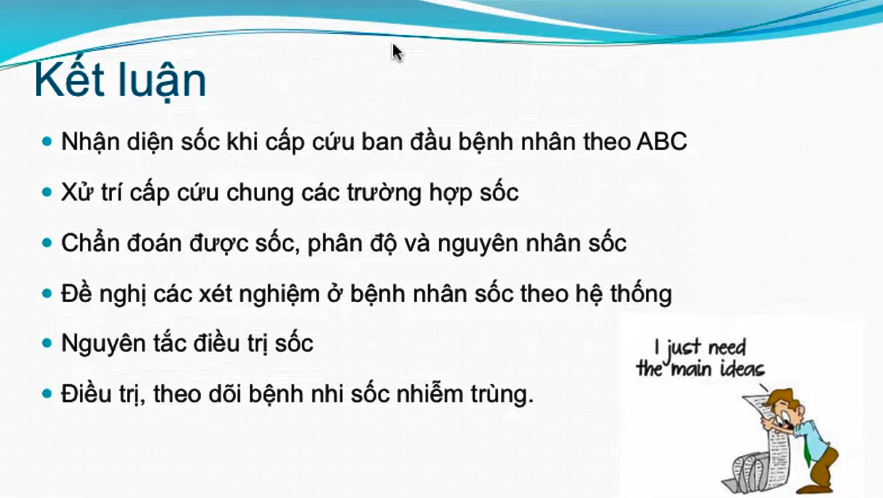 Kết luận
Nhận diện sốc khi cấp cứu ban đầu bệnh nhân theo ABC
Xử trí cấp cứu chung các trường hợp sốc
Chẩn đoán được sốc, phân độ và nguyên nhân sốc
Đề nghị các xét nghiệm ở bệnh nhân sốc theo hệ thống
Nguyên tắc điều trị sốc
Điều trị, theo dõi bệnh nhi sốc nhiễm trùng.
I just need
the main ideas